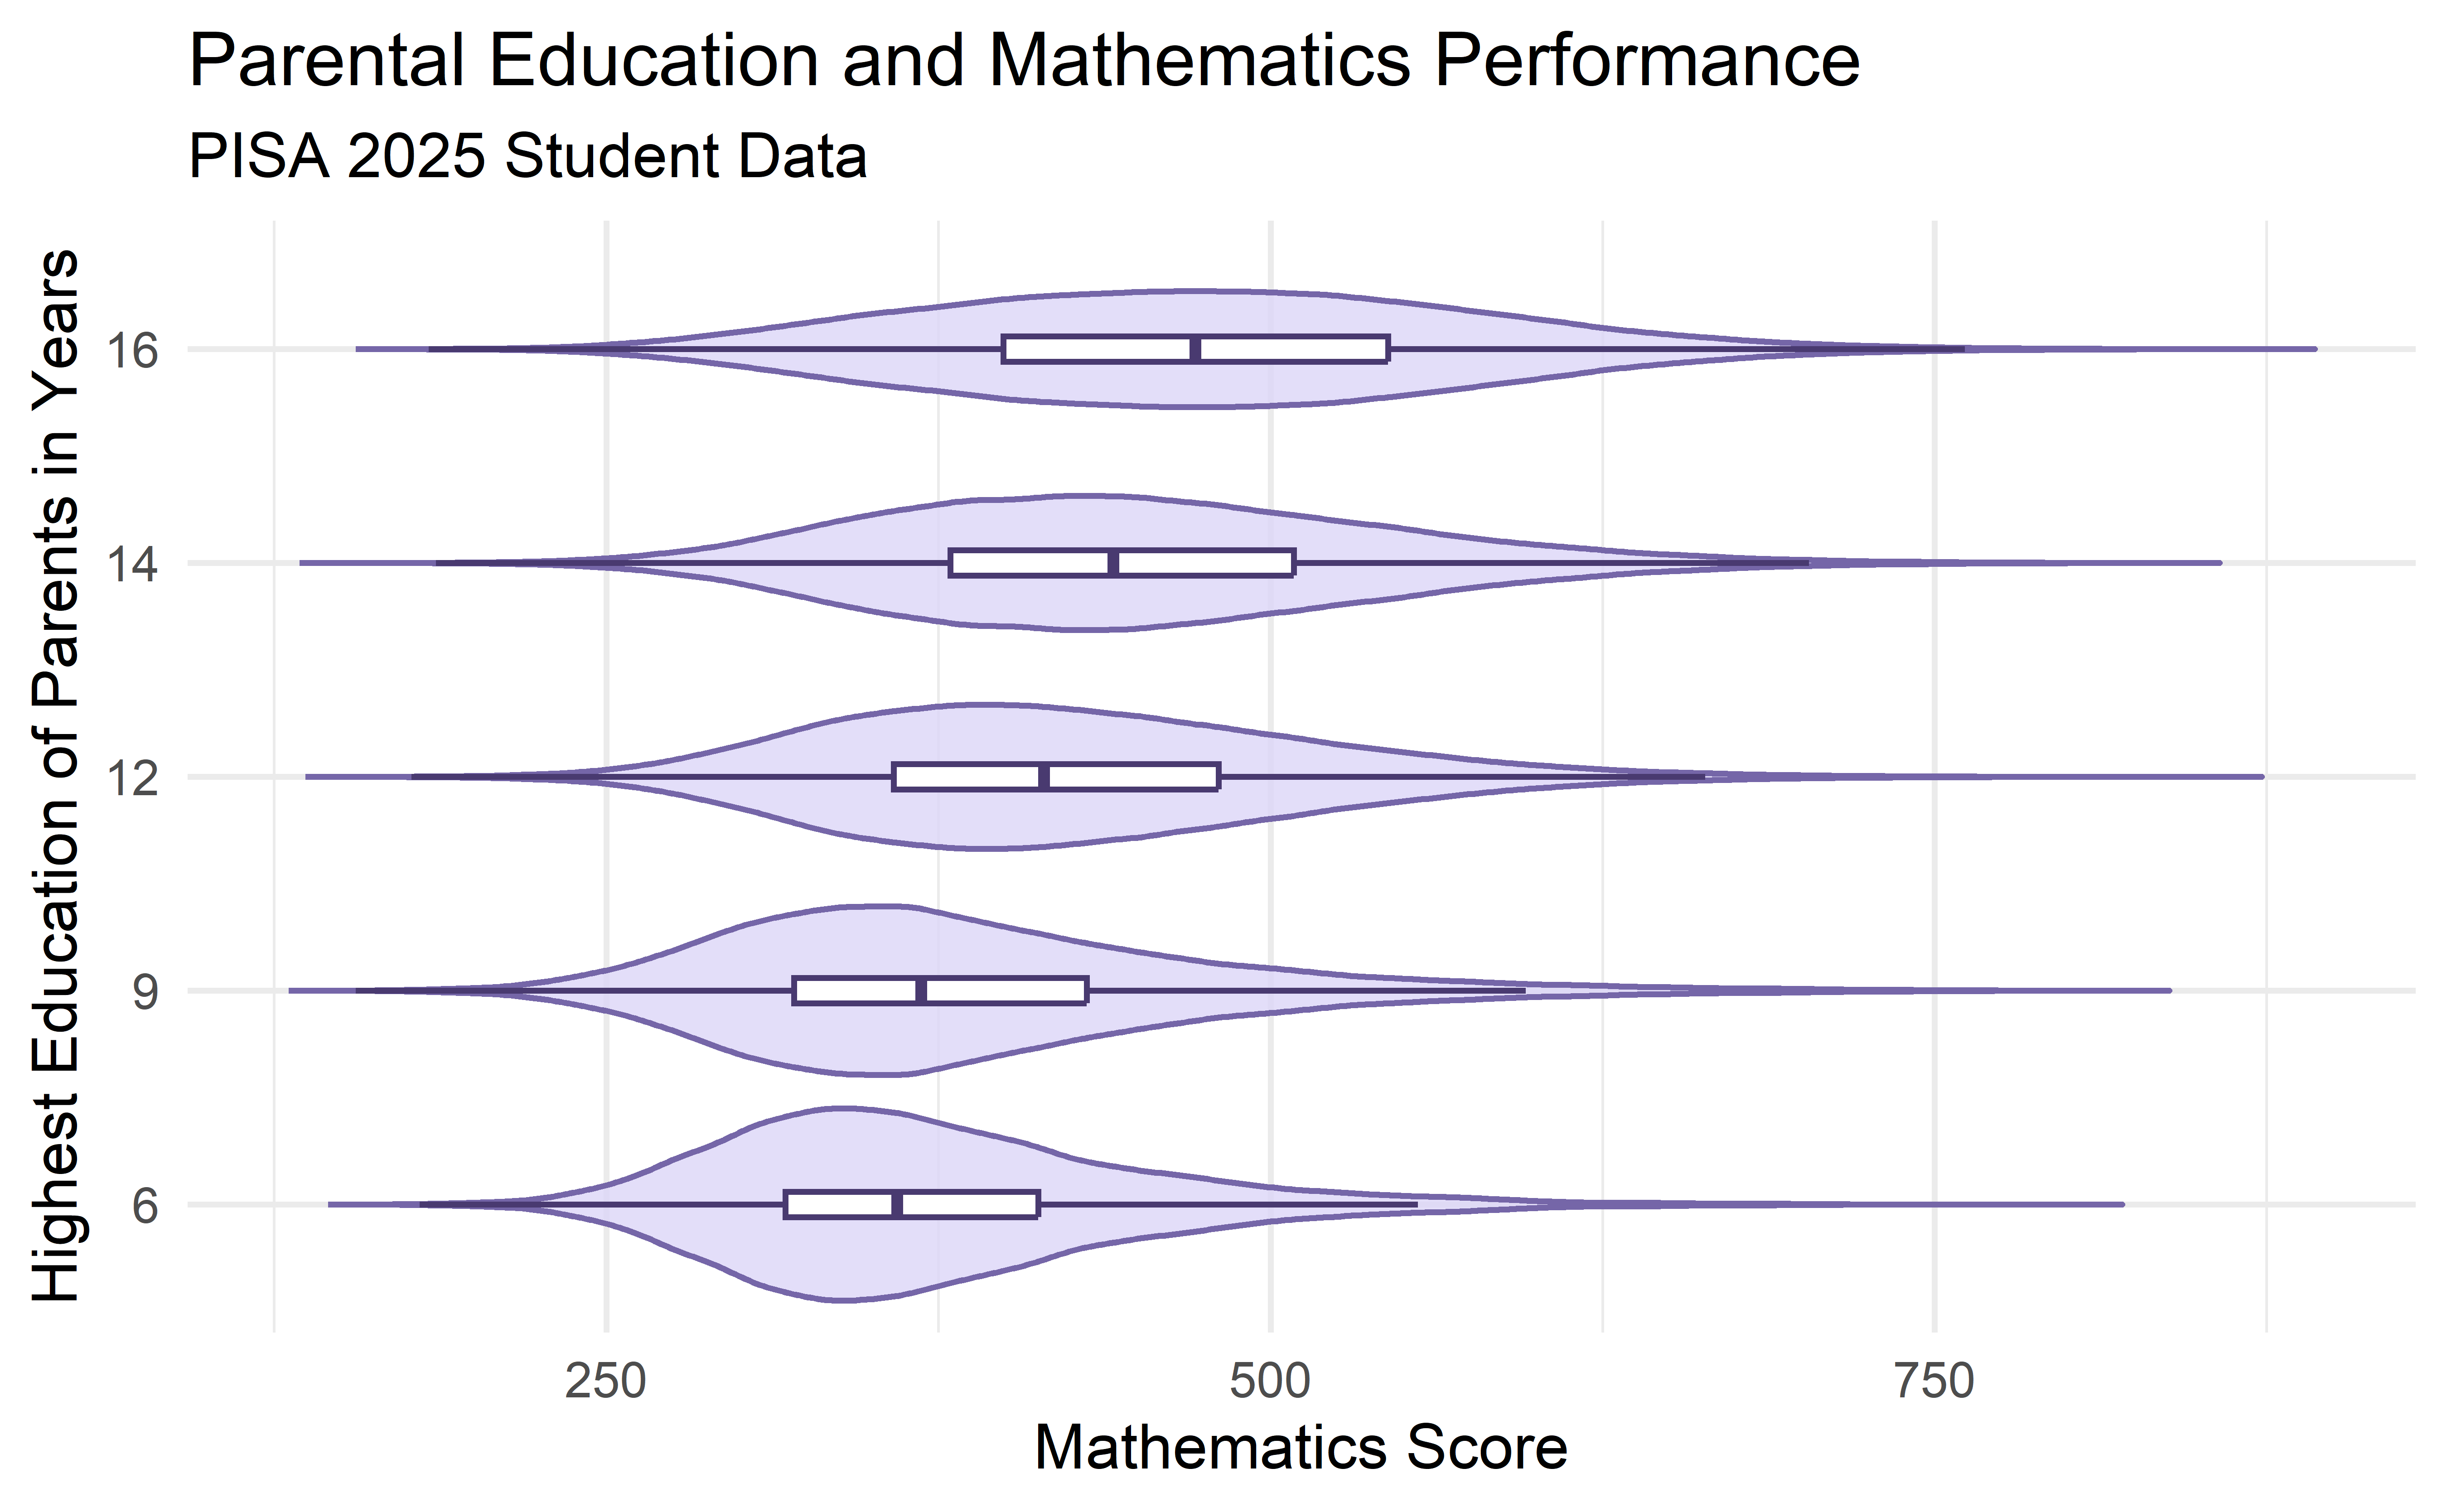 Parental Education and Mathematics Performance
PISA 2025 Student Data
Highest Education of Parents in Years
16
14
12
9
6
250 500 750
Mathematics Score